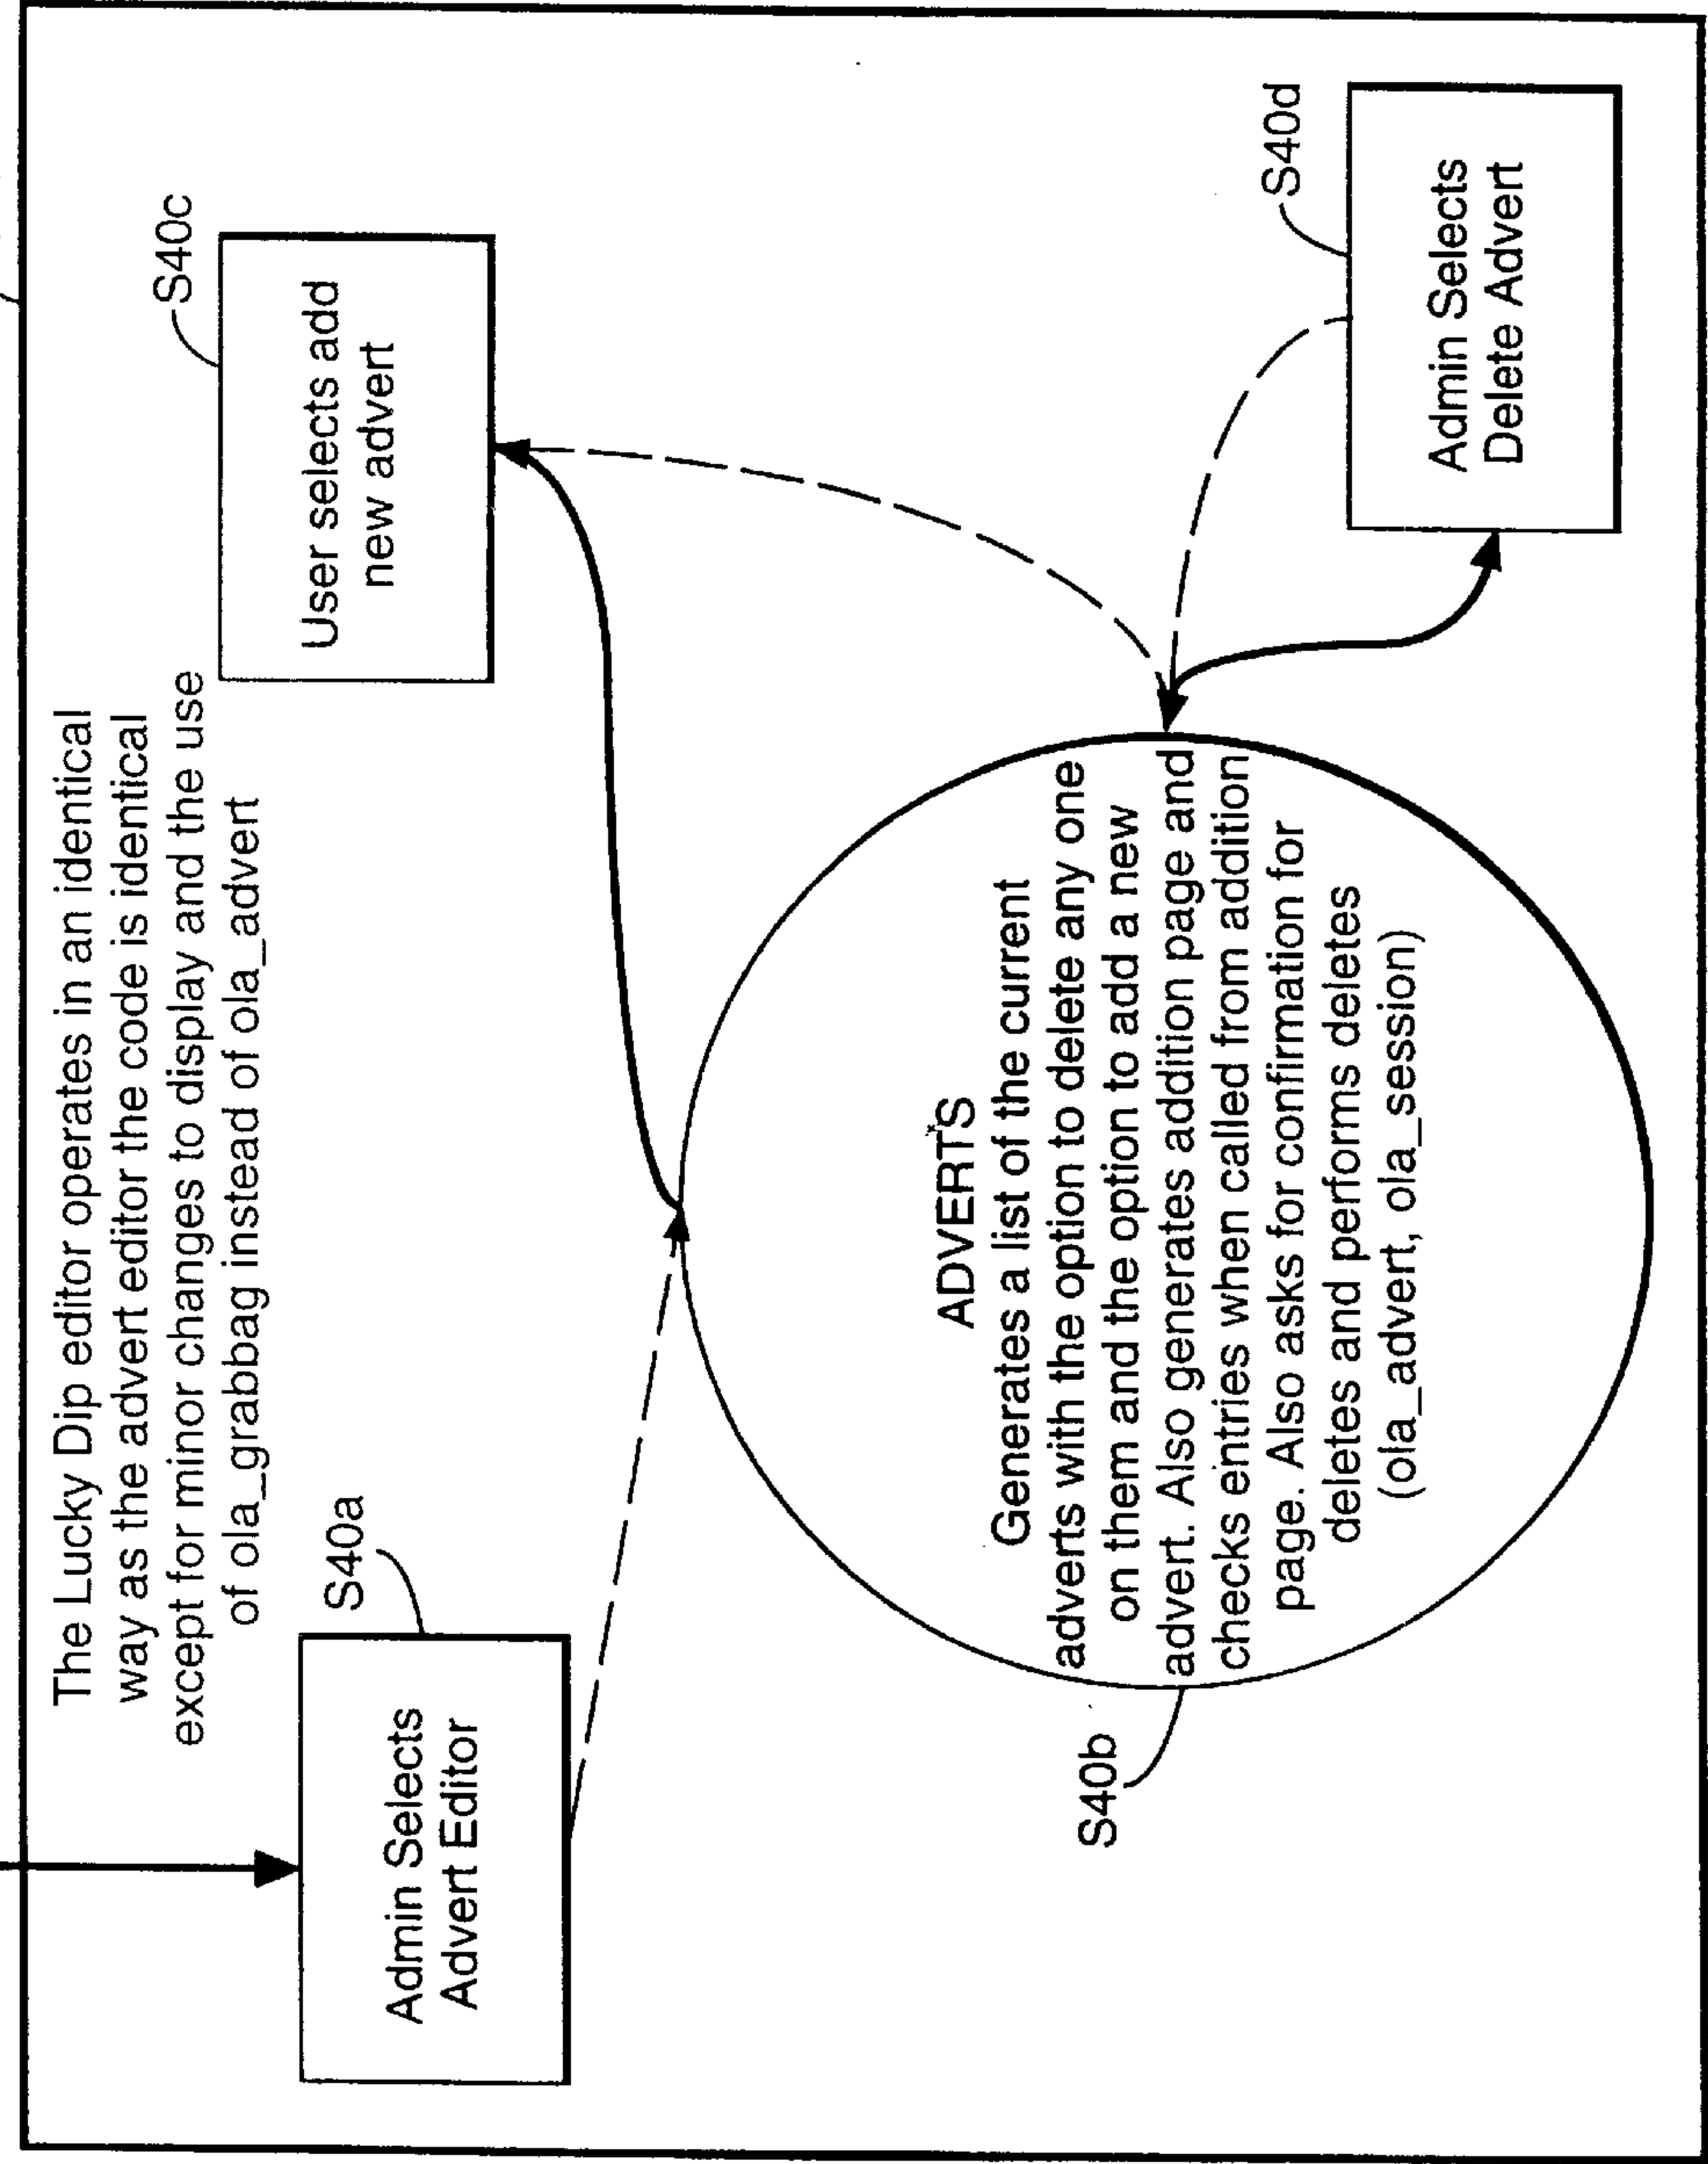 The Lucky Dip editor operates in an identical
way as the advert editor the code is identical
except for minor changes to display and the use
of ola_grabbag instead of ola_advert
S40a
Admin Selects
Advert Editor
S40c
User selects add
new advert
S40b
ADVERTS
Generates a list of the current
adverts with the option to delete any one
on them and the option to add a new
advert. Also generates addition page and
checks entries when called from addition
page. Also asks for confirmation for
deletes and performs deletes
(ola_advert, ola_session)
S40d
Admin Selects
Delete Advert